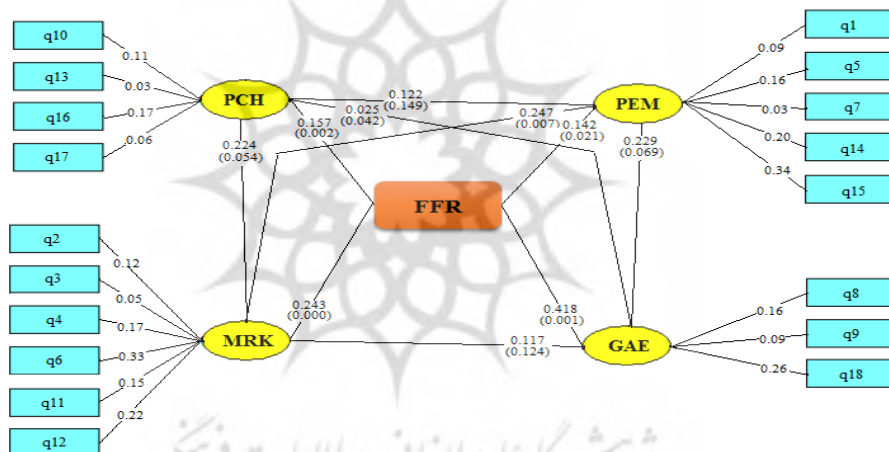 q10
q13
q16
q17
0.11
0.03
0.17
0.06
PCH
0.122
(0.149)
0.025
(0.042)
0.157
(0.002)
0.247
(0.007)
0.142
(0.021)
PEM
q1
q5
q7
q14
q15
0.09
0.16
0.03
0.20
0.34
0.224
(0.054)
0.229
(0.069)
FFR
q2
q3
q4
q6
q11
q12
0.12
0.05
0.17
0.33
0.15
0.22
MRK
0.243
(0.000)
0.117
(0.124)
0.418
(0.001)
GAE
q8
q9
q18
0.16
0.09
0.26